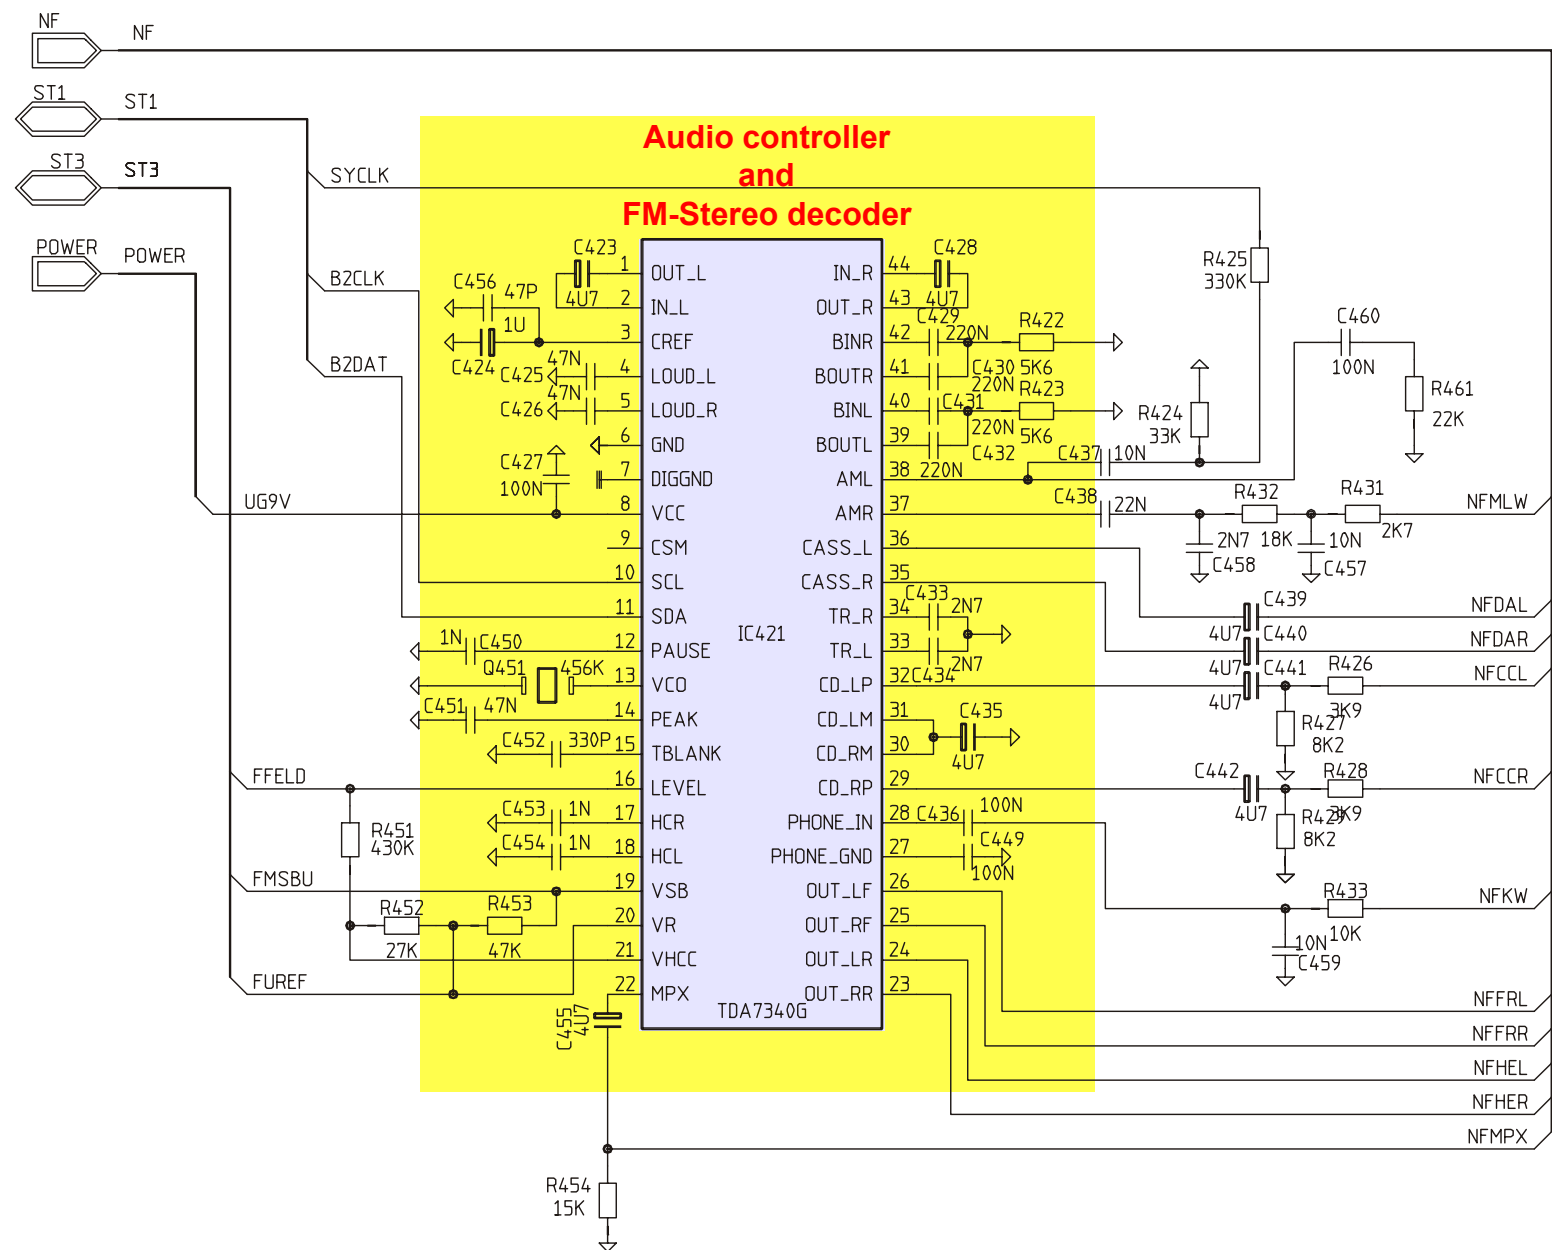 NF
NF
ST1
ST1
ST3
ST3
POWER
POWER
SYCLK
B2CLK
B2DAT
UG9V
FFELD
FMSBU
FUREF
Audio controller
and
FM-Stereo decoder
C423
4U7
C456
47P
1U
C424
47N
C425
47N
C426
C427
100N
1N
C450
Q451
456K
C451
47N
C452
330P
C453
1N
C454
1N
R451
430K
R452
27K
R453
47K
C455
4U7
R454
15K
1 OUT_L
2 IN_L
3 CREF
4 LOUD_L
5 LOUD_R
6 GND
7 DIGGND
8 VCC
9 CSM
10 SCL
11 SDA
12 PAUSE
13 VCO
14 PEAK
15 TBLANK
16 LEVEL
17 HCR
18 HCL
19 VSB
20 VR
21 VHCC
22 MPX
IC421
TDA7340G
IN_R 44
OUT_R 43
BINR 42
BOUTR 41
BINL 40
BOUTL 39
AML 38
AMR 37
CASS_L 36
CASS_R 35
TR_R 34
TR_L 33
CD_LP 32
CD_LM 31
CD_RM 30
CD_RP 29
PHONE_IN 28
PHONE_GND 27
OUT_LF 26
OUT_RF 25
OUT_LR 24
OUT_RR 23
C428
4U7
C429
220N
R422
5K6
C430
220N
R423
5K6
C431
220N
C432
220N
C437
10N
C438
22N
R424
33K
R425
330K
C460
100N
R461
22K
R432
18K
R431
2K7
2N7
C458
10N
C457
C433
2N7
C434
2N7
C439
4U7
C440
4U7
C441
4U7
R426
3K9
R427
8K2
C435
4U7
C442
4U7
R428
3K9
R429
8K2
C436
100N
C449
100N
R433
10K
10N
C459
NFMLW
NFDAL
NFDAR
NFCCL
NFCCR
NFKW
NFFRL
NFFRR
NFHEL
NFHER
NFMPX